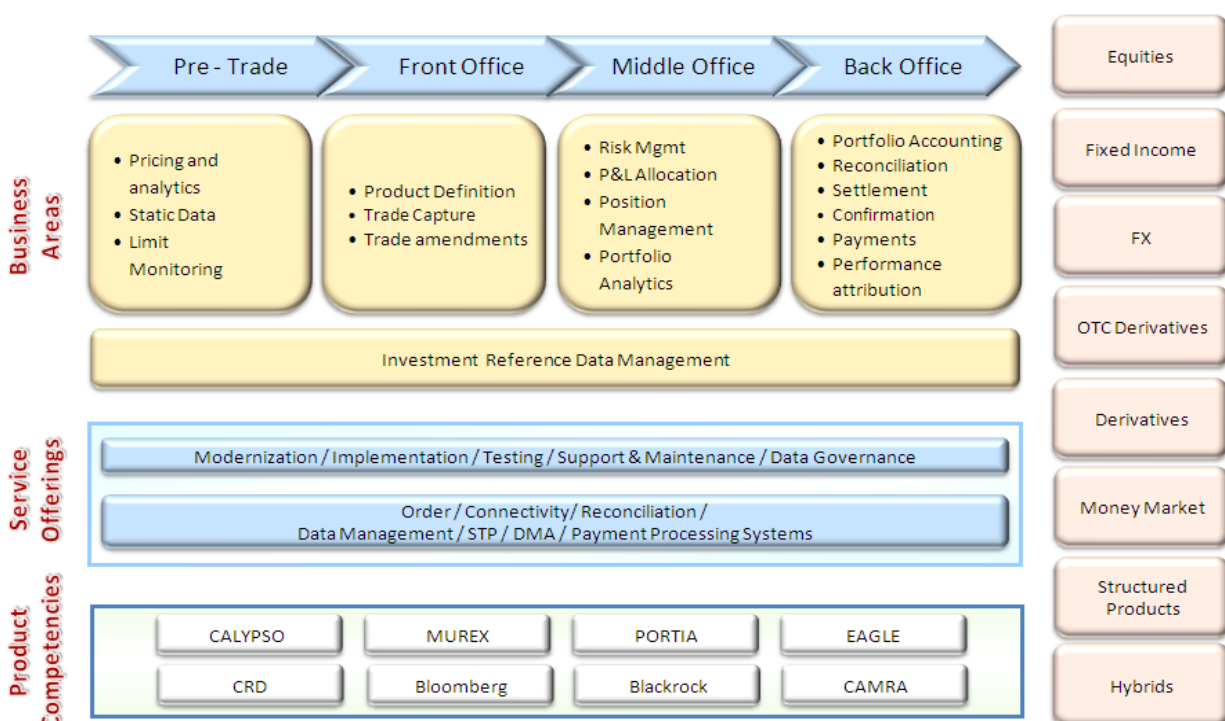 Pre - Trade
Front Office
Middle Office
Back Office
Business
Areas
• Pricing and
analytics
• Static Data
• Limit
Monitoring
• Product Definition
• Trade Capture
• Trade amendments
• Risk Mgmt
• P&L Allocation
• Position
Management
• Portfolio
Analytics
• Portfolio Accounting
• Reconciliation
• Settlement
• Confirmation
• Payments
• Performance
attribution
Investment Reference Data Management
Service
Offerings
Modernization / Implementation / Testing / Support & Maintenance / Data Governance
Order / Connectivity/ Reconciliation /
Data Management / STP / DMA / Payment Processing Systems
Product
Competencies
CALYPSO
MUREX
PORTIA
EAGLE
CRD
Bloomberg
Blackrock
CAMRA
Equities
Fixed Income
FX
OTC Derivatives
Derivatives
Money Market
Structured
Products
Hybrids